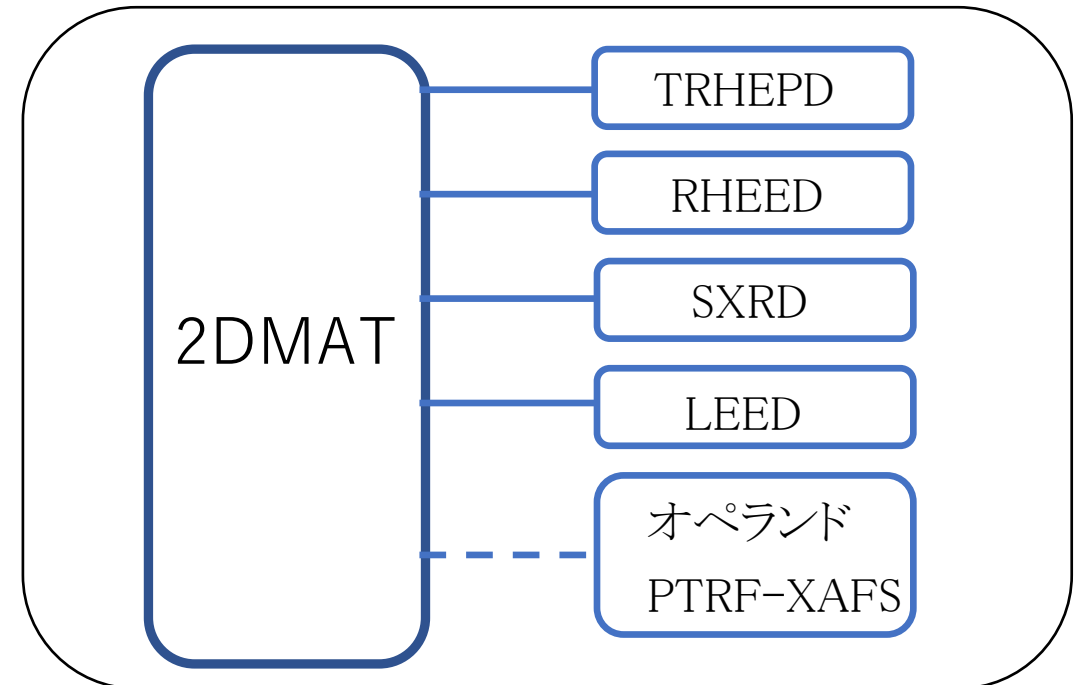 2DMAT
TRHEPD
RHEED
SXRD
LEED
オペランド
PTRF-XAFS